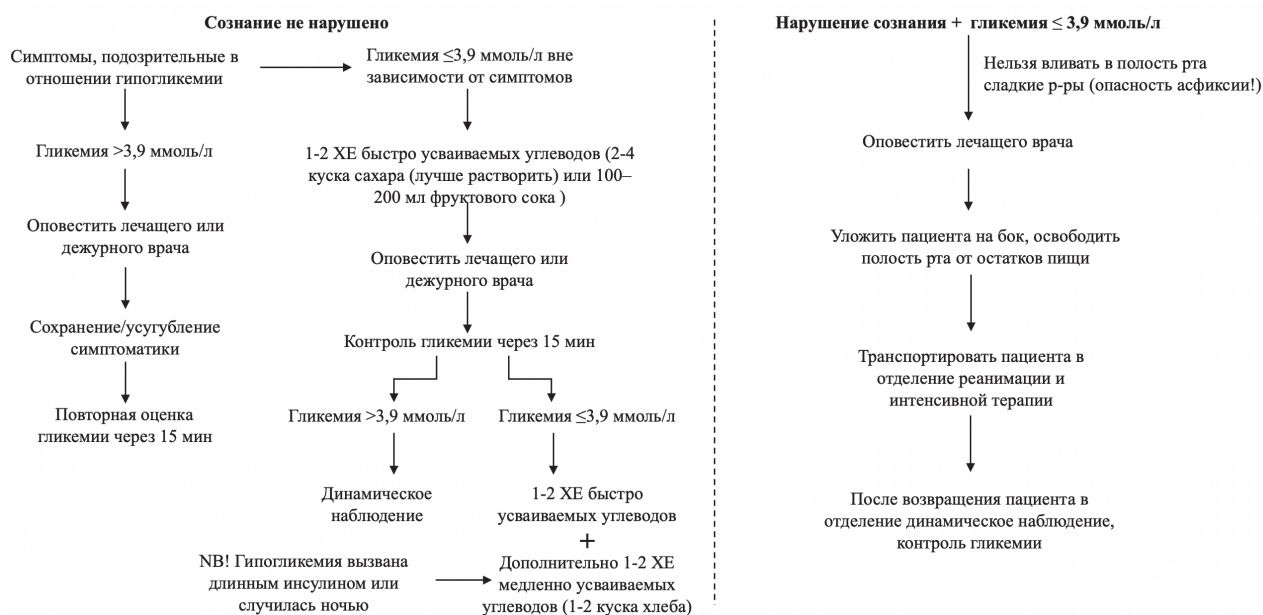 Сознание не нарушено
Симптомы, подозрительные в
отношении гипогликемии
Гликемия >3,9 ммоль/л
Оповестить лечащего или
дежурного врача
Сохранение/усугубление
симптоматики
Повторная оценка
гликемии через 15 мин
Гликемия ≤3,9 ммоль/л вне
зависимости от симптомов
1-2 ХЕ быстро усваиваемых углеводов (2-4
куска сахара (лучше растворить) или 100–
200 мл фруктового сока )
Оповестить лечащего или
дежурного врача
Контроль гликемии через 15 мин
Гликемия >3,9 ммоль/л
Динамическое
наблюдение
Гликемия ≤3,9 ммоль/л
1-2 ХЕ быстро
усваиваемых углеводов
+
NB! Гипогликемия вызвана
длинным инсулином или
случилась ночью
Дополнительно 1-2 ХЕ
медленно усваиваемых
углеводов (1-2 куска хлеба)
Нарушение сознания + гликемия ≤ 3,9 ммоль/л
Нельзя вливать в полость рта
сладкие р-ры (опасность асфиксии!)
Оповестить лечащего врача
Уложить пациента на бок, освободить
полость рта от остатков пищи
Транспортировать пациента в
отделение реанимации и
интенсивной терапии
После возвращения пациента в
отделение динамическое наблюдение,
контроль гликемии